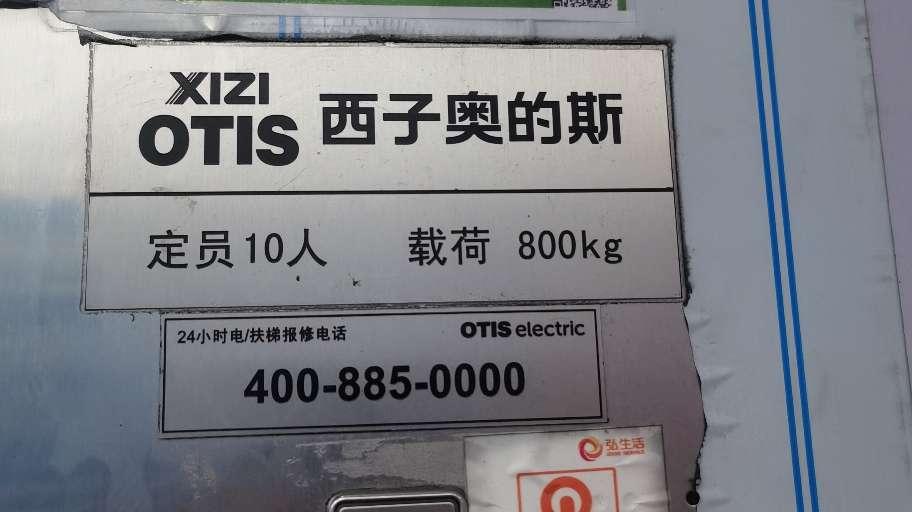 XIZI
OTIS 西子奥的斯
定员10人 载荷 800kg
24小时电/扶梯报修电话 OTIS electric
400-885-0000
弘生活